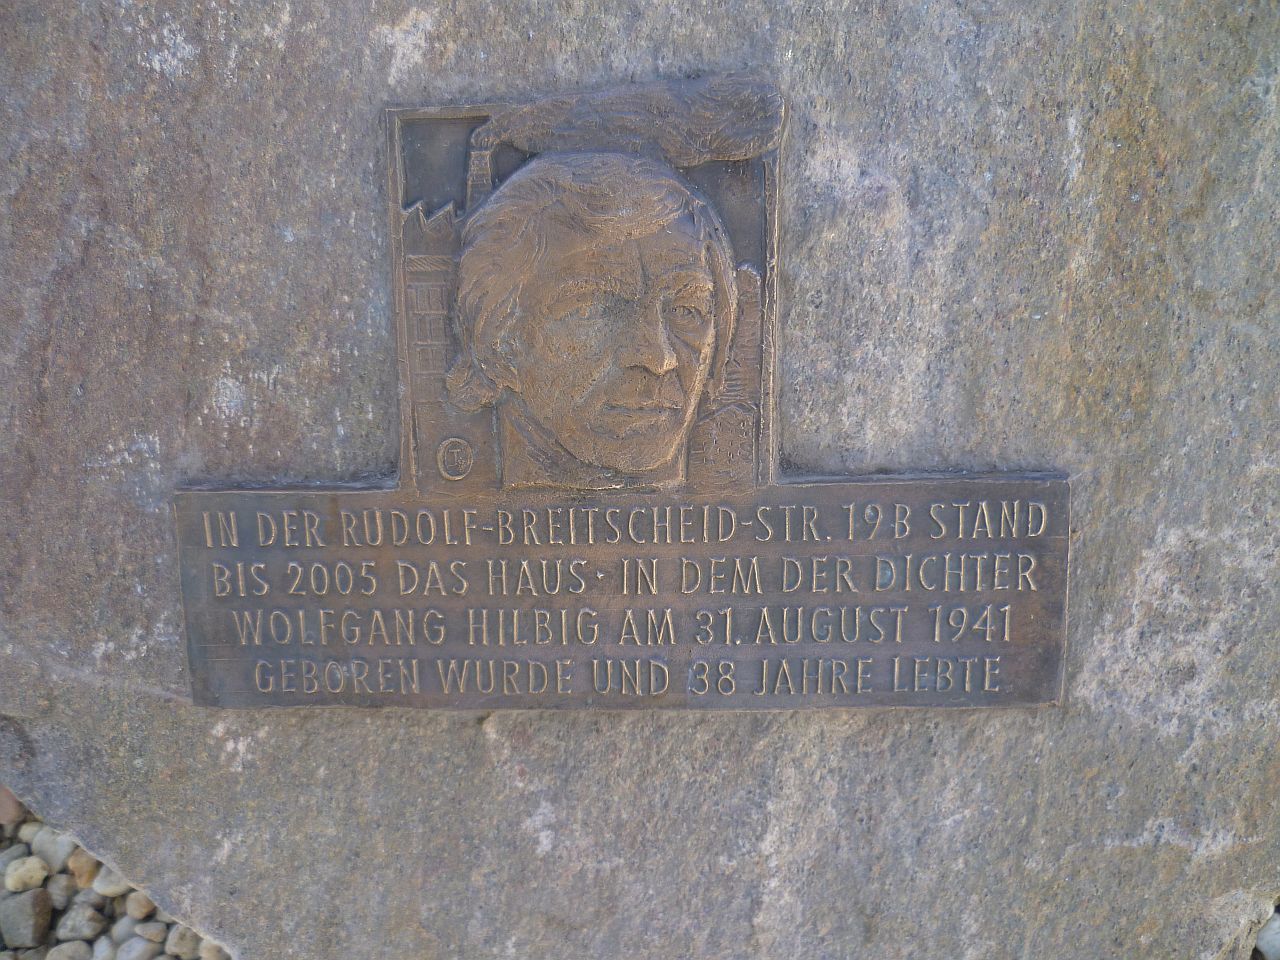 IN DER RUDOLF-BREITSCHEID-STR. 19B STAND
BIS 2005 DAS HAUS · IN DEM DER DICHTER
WOLFGANG HILBIG AM 31. AUGUST 1941
GEBOREN WURDE UND 38 JAHRE LEBTE